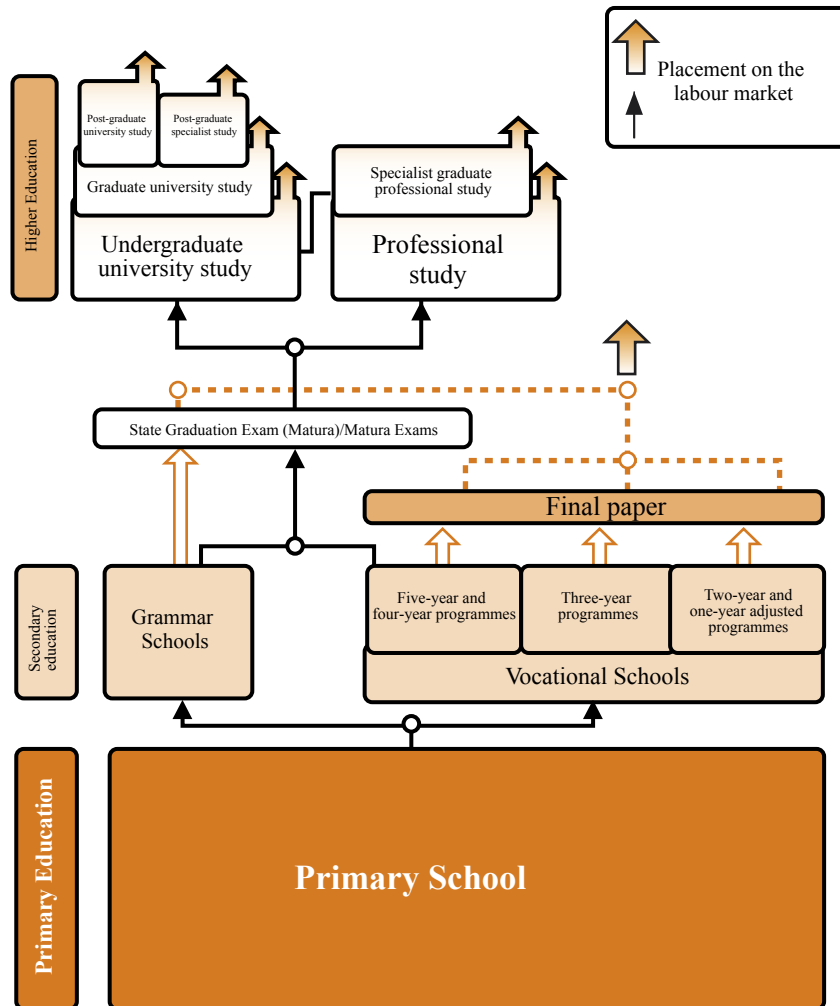 Placement on the
labour market
Higher Education
Post-graduate
university study
Post-graduate
specialist study
Graduate university study
Undergraduate
university study
Specialist graduate
professional study
Professional
study
State Graduation Exam (Matura)/Matura Exams
Final paper
Secondary
education
Grammar
Schools
Five-year and
four-year programmes
Three-year
programmes
Two-year and
one-year adjusted
programmes
Vocational Schools
Primary Education
Primary School